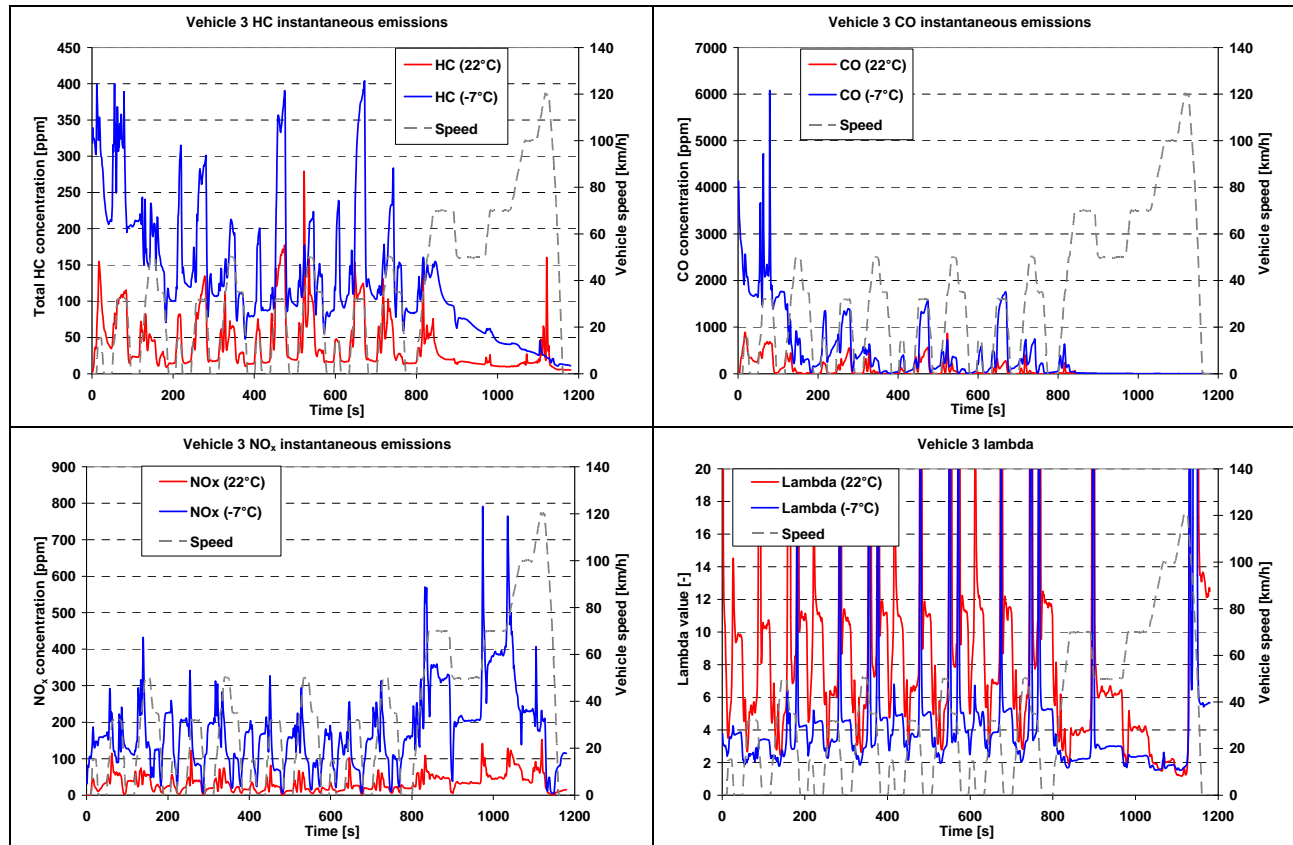 Vehicle 3 HC instantaneous emissions
450
400
350
300
250
200
150
100
50
0
Total HC concentration [ppm]
HC (22°C)
HC (-7°C)
Speed
140
120
100
80
60
40
20
0
Vehicle speed [km/h]
0 200 400 600 800 1000 1200
Time [s]
Vehicle 3 CO instantaneous emissions
7000
6000
5000
4000
3000
2000
1000
0
CO concentration [ppm]
CO (22°C)
CO (-7°C)
Speed
140
120
100
80
60
40
20
0
Vehicle speed [km/h]
0 200 400 600 800 1000 1200
Time [s]
Vehicle 3 NOx instantaneous emissions
900
800
700
600
500
400
300
200
100
0
NOx concentration [ppm]
NOx (22°C)
NOx (-7°C)
Speed
140
120
100
80
60
40
20
0
Vehicle speed [km/h]
0 200 400 600 800 1000 1200
Time [s]
Vehicle 3 lambda
20
18
16
14
12
10
8
6
4
2
0
Lambda value [-]
Lambda (22°C)
Lambda (-7°C)
Speed
140
120
100
80
60
40
20
0
Vehicle speed [km/h]
0 200 400 600 800 1000 1200
Time [s]